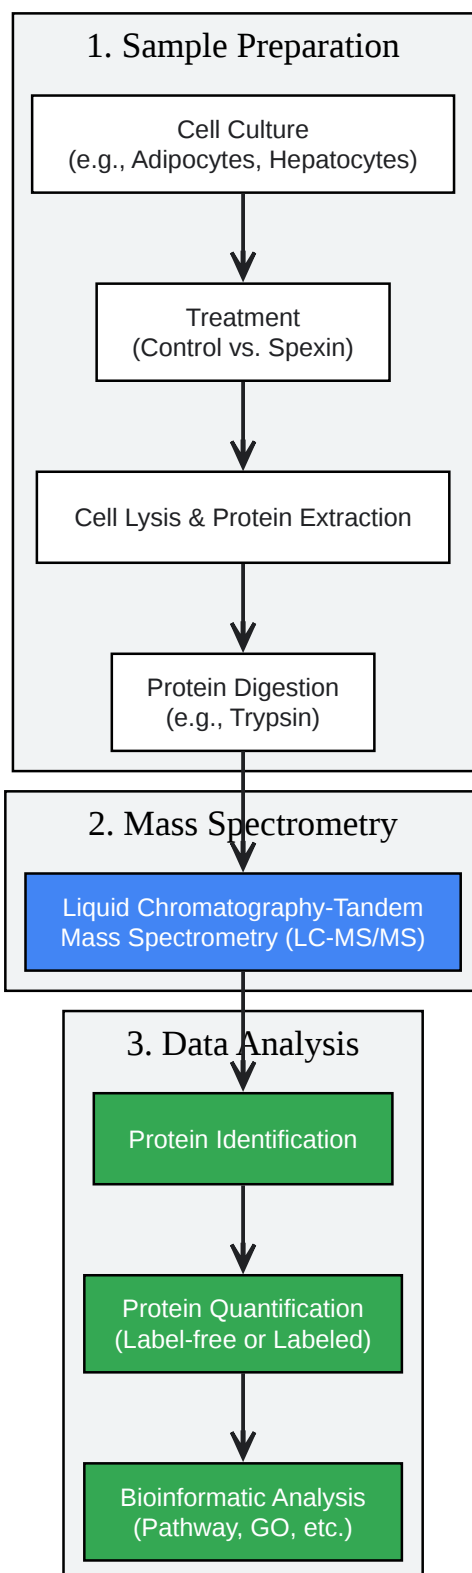 1. Sample Preparation
Cell Culture
(e.g., Adipocytes, Hepatocytes)
Treatment
(Control vs. Spexin)
Cell Lysis & Protein Extraction
Protein Digestion
(e.g., Trypsin)
2. Mass Spectrometry
Liquid Chromatography-Tandem
Mass Spectrometry (LC-MS/MS)
3. Data Analysis
Protein Identification
Protein Quantification
(Label-free or Labeled)
Bioinformatic Analysis
(Pathway, GO, etc.)